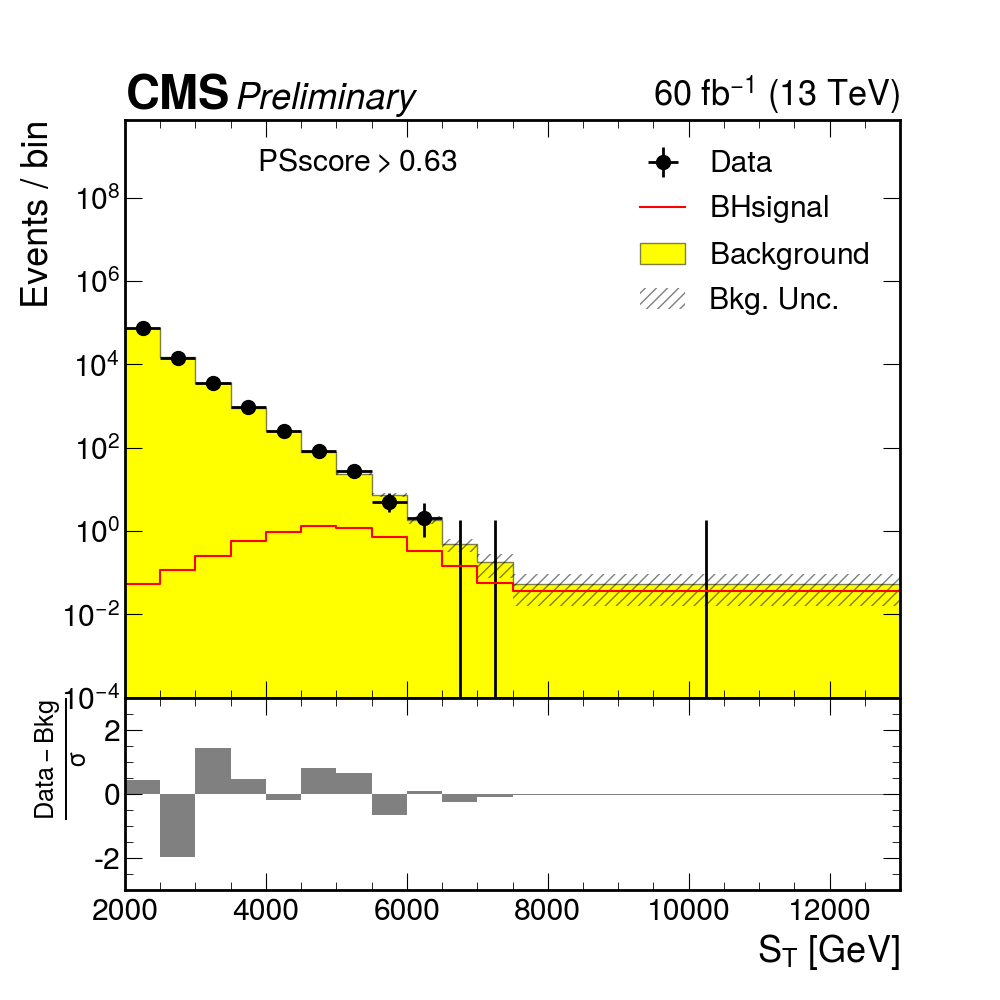 CMS Preliminary 60 fb⁻¹ (13 TeV)
Events / bin
PSscore > 0.63
Data
BHsignal
Background
Bkg. Unc.
10⁸
10⁶
10⁴
10²
10⁰
10⁻²
10⁻⁴
Data – Bkg
σ
2
0
-2
2000 4000 6000 8000 10000 12000
S_T [GeV]